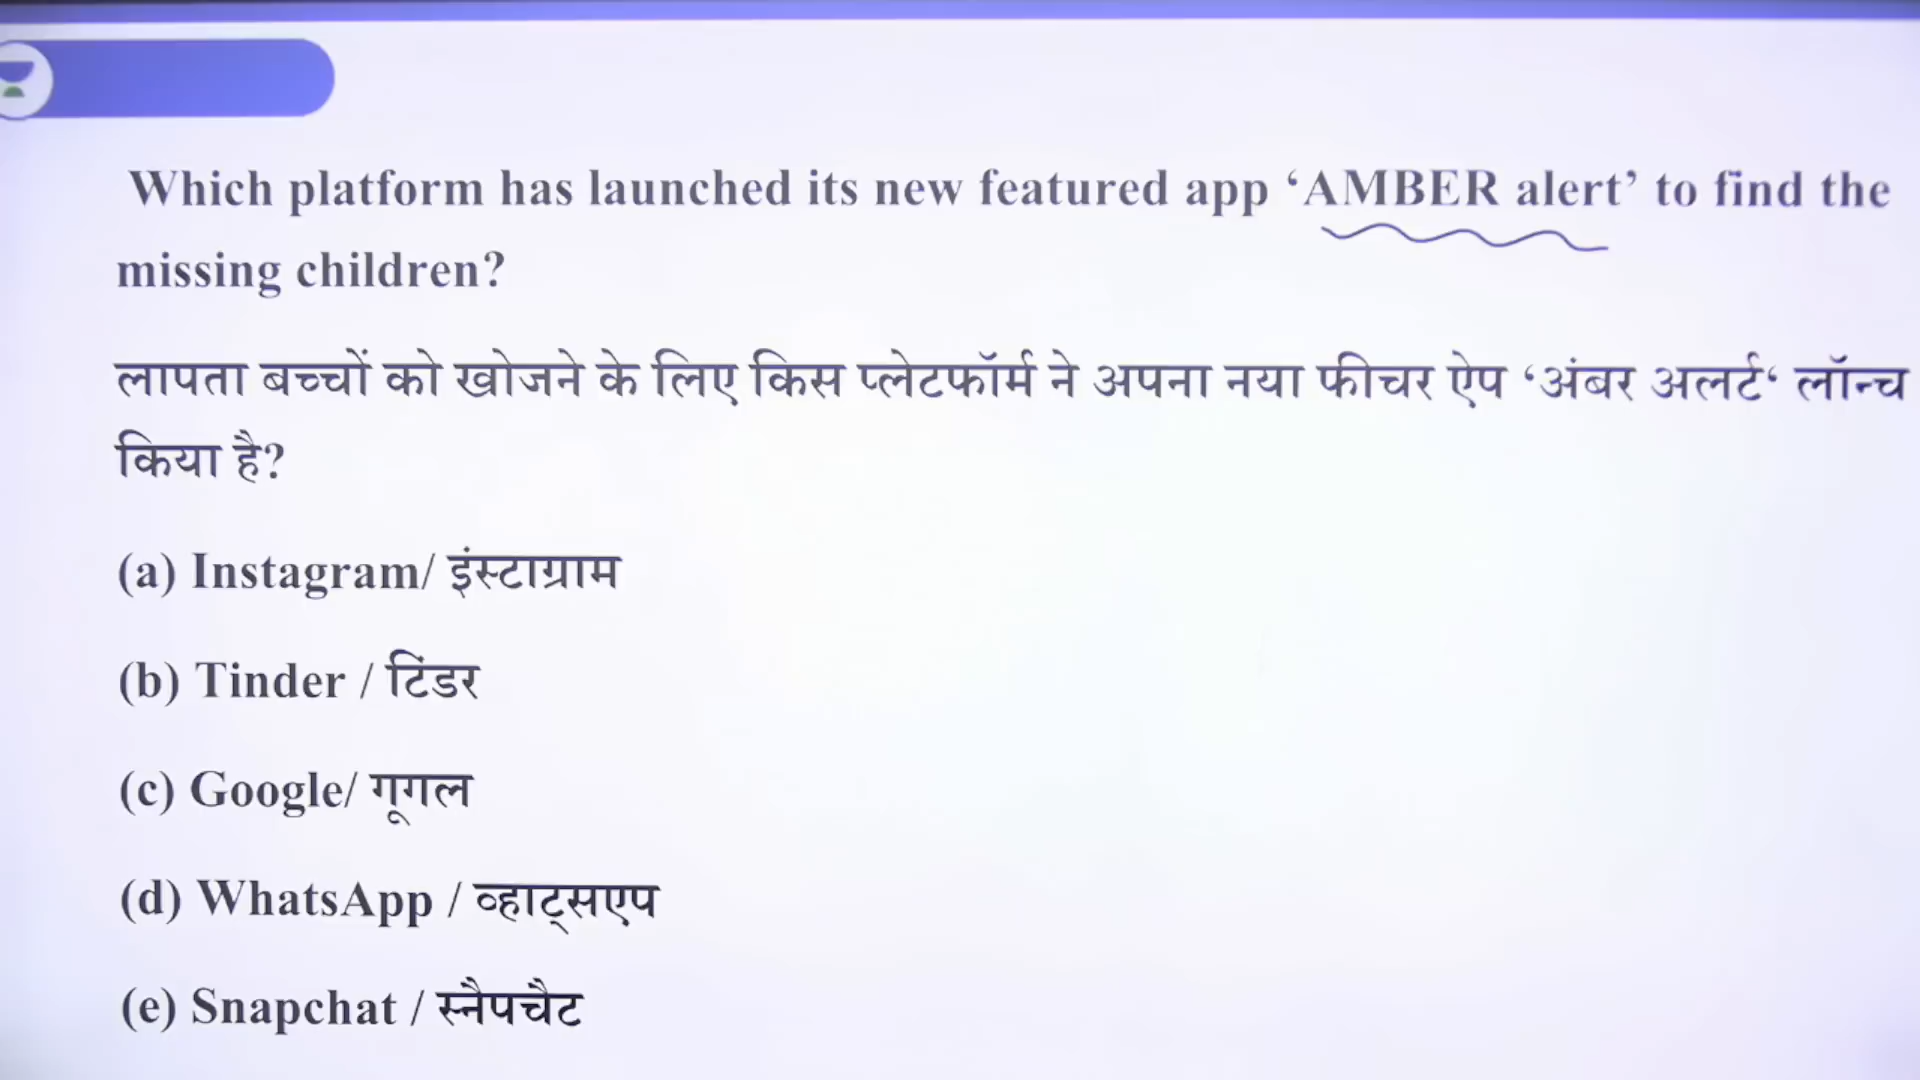 Which platform has launched its new featured app ‘AMBER alert’ to find the
missing children?
लापता बच्चों को खोजने के लिए किस प्लेटफॉर्म ने अपना नया फीचर ऐप ‘अंबर अलर्ट‘ लॉन्च
किया है?
(a) Instagram/ इंस्टाग्राम
(b) Tinder / टिंडर
(c) Google/ गूगल
(d) WhatsApp / व्हाट्सएप
(e) Snapchat / स्नैपचैट